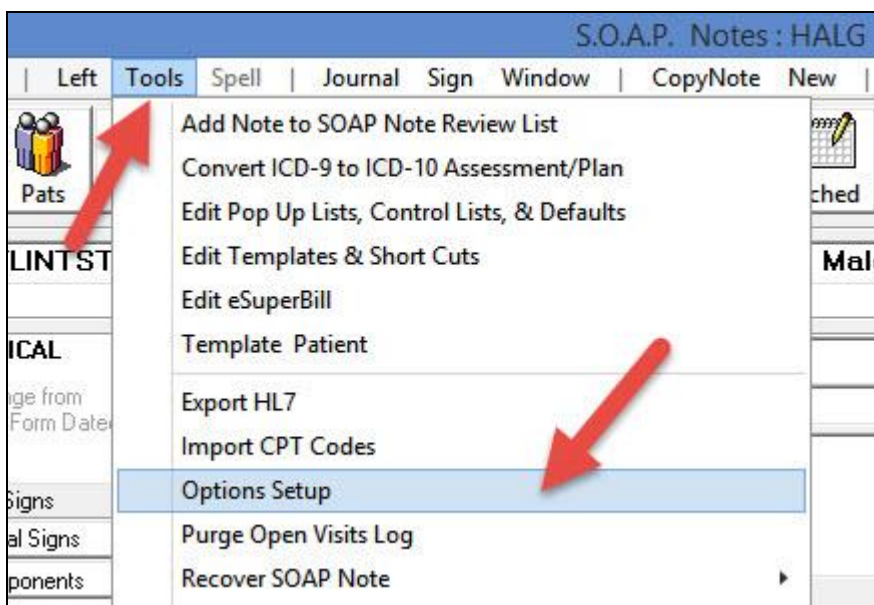 S.O.A.P. Notes : HALG
| Left Tools Spell | Journal Sign Window | CopyNote New |
Pats
ched
Add Note to SOAP Note Review List
Convert ICD-9 to ICD-10 Assessment/Plan
Edit Pop Up Lists, Control Lists, & Defaults
Edit Templates & Short Cuts
Edit eSuperBill
Template Patient
Export HL7
Import CPT Codes
Options Setup
Purge Open Visits Log
Recover SOAP Note
LINTST
Mal
ICAL
ge from
Form Date
Signs
al Signs
ponents